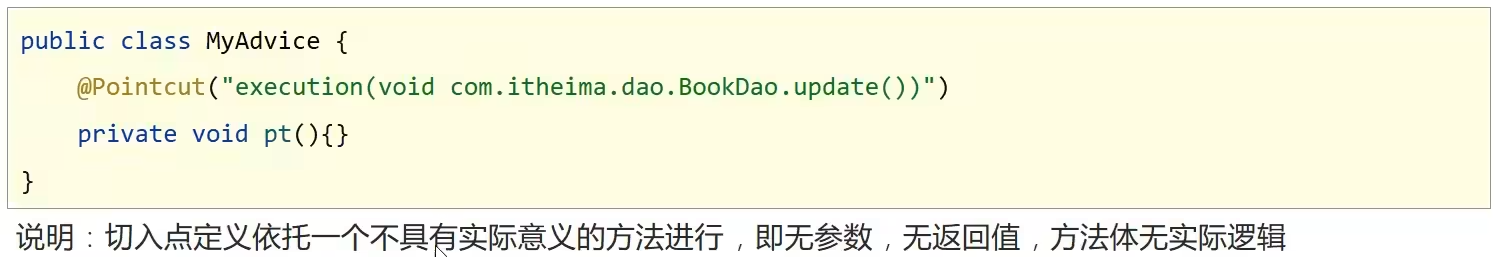 public class MyAdvice {
@Pointcut("execution(void com.itheima.dao.BookDao.update())")
private void pt(){}
}
说明：切入点定义依托一个不具有实际意义的方法进行，即无参数，无返回值，方法体无实际逻辑